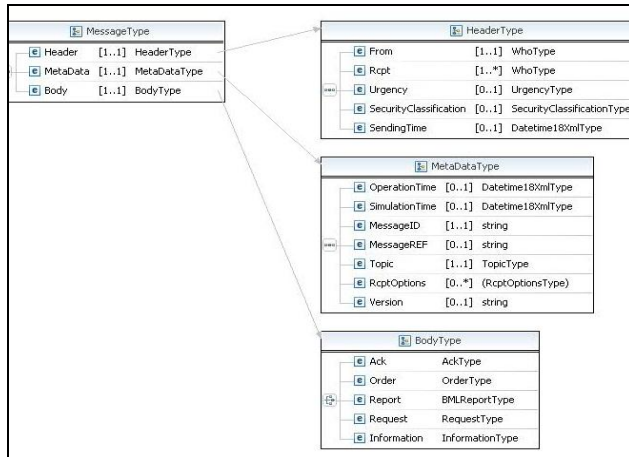 MessageType
e Header [1..1] HeaderType
e MetaData [1..1] MetaDataType
e Body [1..1] BodyType
HeaderType
e From [1..1] WhoType
e Rcpt [1..*] WhoType
e Urgency [0..1] UrgencyType
e SecurityClassification [0..1] SecurityClassificationType
e SendingTime [0..1] Datetime18XmlType
MetaDataType
e OperationTime [0..1] Datetime18XmlType
e SimulationTime [0..1] Datetime18XmlType
e MessageID [1..1] string
e MessageREF [0..1] string
e Topic [1..1] TopicType
e RcptOptions [0..*] (RcptOptionsType)
e Version [0..1] string
BodyType
e Ack AckType
e Order OrderType
e Report BMLReportType
e Request RequestType
e Information InformationType